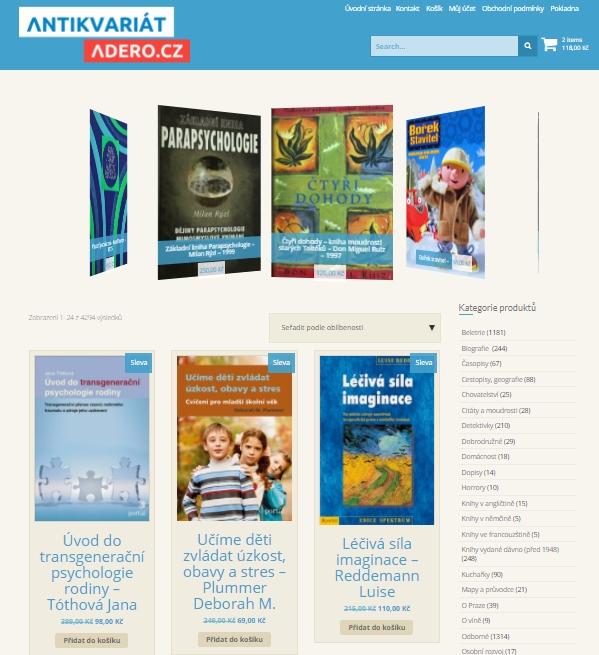 Úvodní stránka Kontakt Košík Můj účet Obchodní podmínky Pokladna
ANTIKVARIÁT
ADERO.CZ
Search...
2 items
118,00 Kč
ZÁKLADNÍ KNIHA
PARAPSYCHOLOGIE
Milan Rýzl
DĚJINY PARAPSYCHOLOGIE
Základní kniha Parapsychologie –
Milan Rýzl – 1999
250,00 Kč
ČTYŘI
DOHODY
Čtyři dohody – kniha moudrosti
starých Toltéků – Don Miguel Ruiz
– 1997
Bořek
Stavitel
Zobrazení 1–24 z 4294 výsledků
Seřadit podle oblíbenosti
Kategorie produktů
Beletrie (1181)
Biografie (244)
Časopisy (67)
Cestopisy, geografie (88)
Chovatelství (25)
Citáty a moudrosti (28)
Detektivky (210)
Dobrodružné (29)
Domácnost (18)
Dopisy (14)
Horrory (10)
Knihy v angličtině (15)
Knihy v němčině (5)
Knihy ve francouzštině (5)
Knihy vydané dávno (před 1948)
(248)
Kuchařky (90)
Mapy a průvodce (21)
O Praze (39)
O víně (9)
Odborné (1314)
Osobní rozvoj (17)
Sleva
Jana Tóthová
Úvod do transgenerační
psychologie rodiny
portál
Úvod do
transgenerační
psychologie
rodiny –
Tóthová Jana
389,00 Kč 98,00 Kč
Přidat do košíku
Sleva
Učíme děti zvládat
úzkost, obavy a stres
Cvičení pro mladší školní věk
Deborah M. Plummer
portál
Učíme děti
zvládat úzkost,
obavy a stres –
Plummer
Deborah M.
249,00 Kč 69,00 Kč
Přidat do košíku
Sleva
Léčivá síla
imaginace
EDICE SPEKTRUM
Léčivá síla
imaginace –
Reddemann
Luise
215,00 Kč 110,00 Kč
Přidat do košíku